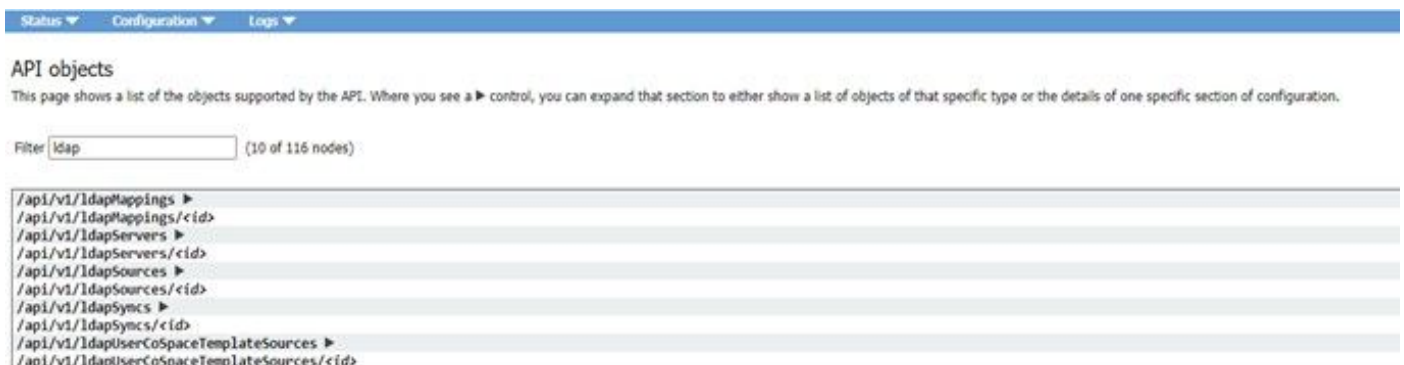 Status ▼ Configuration ▼ Logs ▼
API objects
This page shows a list of the objects supported by the API. Where you see a ▶ control, you can expand that section to either show a list of objects of that specific type or the details of one specific section of configuration.
Filter ldap (10 of 116 nodes)
/api/v1/ldapMappings ▶
/api/v1/ldapMappings/<id>
/api/v1/ldapServers ▶
/api/v1/ldapServers/<id>
/api/v1/ldapSources ▶
/api/v1/ldapSources/<id>
/api/v1/ldapSyncs ▶
/api/v1/ldapSyncs/<id>
/api/v1/ldapUserCoSpaceTemplateSources ▶
/api/v1/ldapUserCoSpaceTemplateSources/<id>